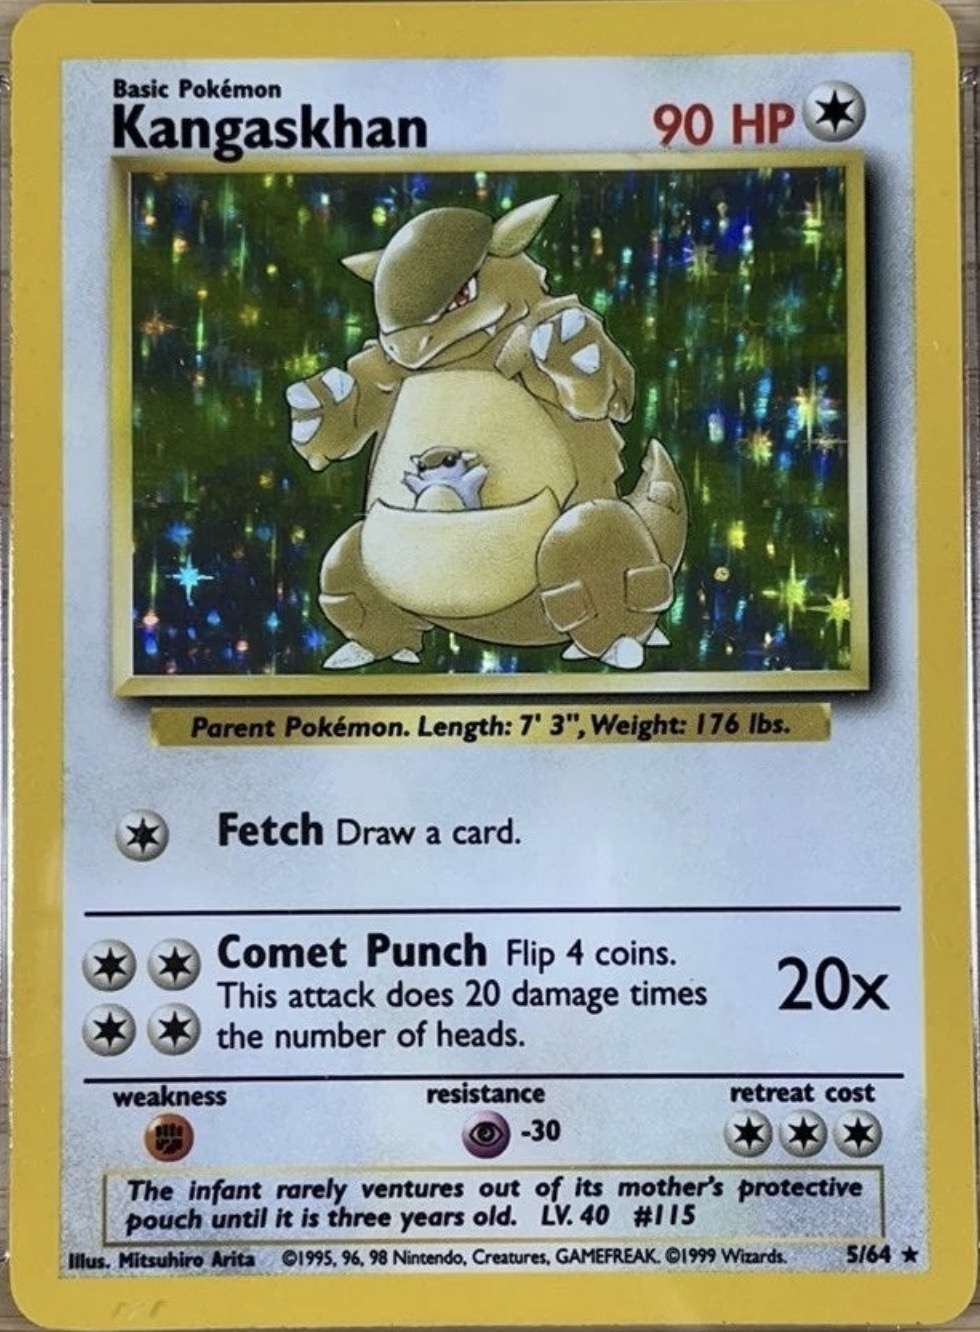 Basic Pokémon
Kangaskhan
90 HP
Parent Pokémon. Length: 7' 3", Weight: 176 lbs.
Fetch Draw a card.
Comet Punch Flip 4 coins.
This attack does 20 damage times
the number of heads.
20x
weakness
resistance
retreat cost
-30
The infant rarely ventures out of its mother's protective
pouch until it is three years old. LV. 40 #115
Illus. Mitsuhiro Arita ©1995, 96, 98 Nintendo, Creatures, GAMEFREAK. ©1999 Wizards. 5/64 ★